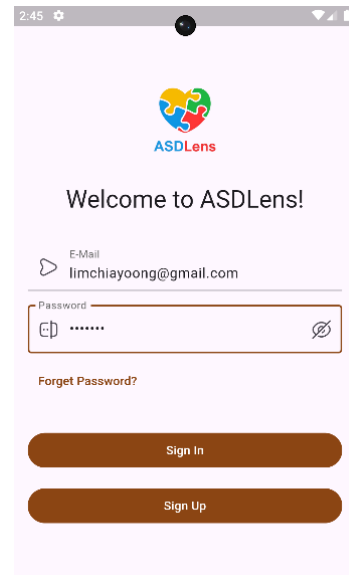 2:45
ASDLens
Welcome to ASDLens!
E-Mail
limchiayoong@gmail.com
Password
•••••••
Forget Password?
Sign In
Sign Up